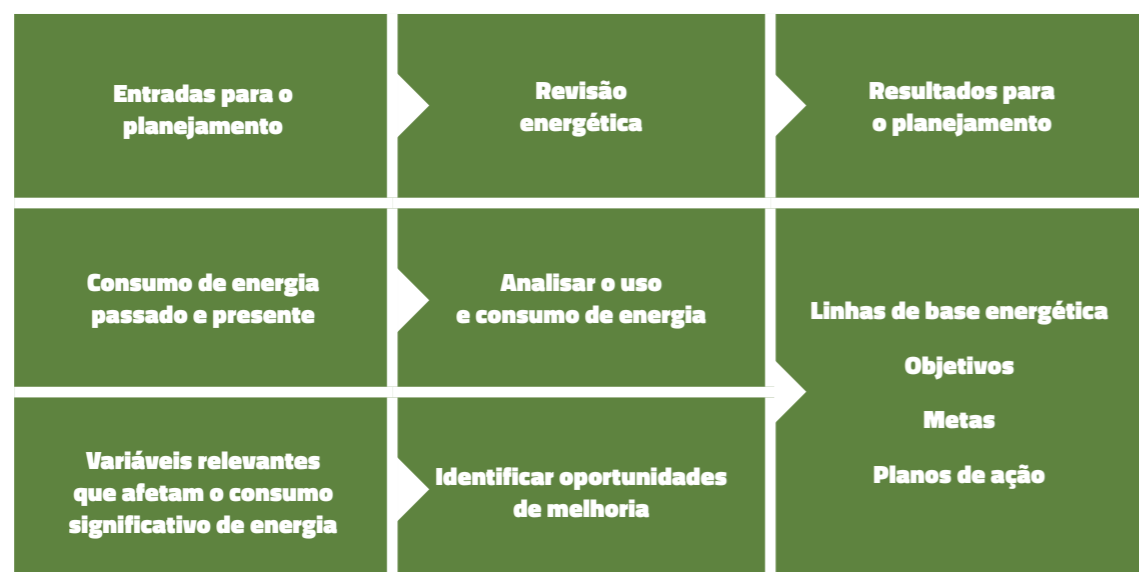 Entradas para o
planejamento
Revisão
energética
Resultados para
o planejamento
Consumo de energia
passado e presente
Analisar o uso
e consumo de energia
Linhas de base energética
Objetivos
Metas
Planos de ação
Variáveis relevantes
que afetam o consumo
significativo de energia
Identificar oportunidades
de melhoria